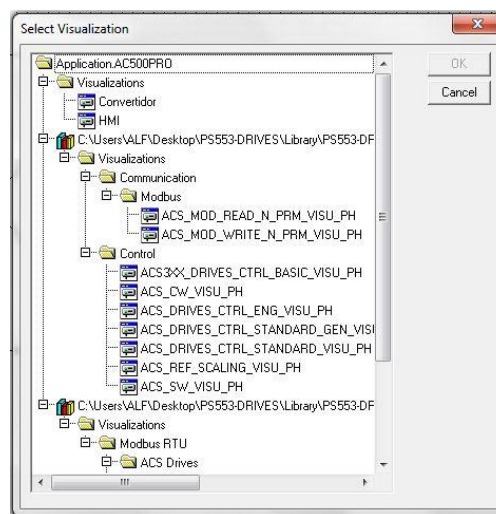 Select Visualization
Application.AC500PRO
OK
Visualizations
Cancel
Convertidor
HMI
C:\Users\ALF\Desktop\PS553-DRIVES\Library\PS553-DF
Visualizations
Communication
Modbus
ACS_MOD_READ_N_PRM_VISU_PH
ACS_MOD_WRITE_N_PRM_VISU_PH
Control
ACS3XX_DRIVES_CTRL_BASIC_VISU_PH
ACS_CW_VISU_PH
ACS_DRIVES_CTRL_ENG_VISU_PH
ACS_DRIVES_CTRL_STANDARD_GEN_VISU
ACS_DRIVES_CTRL_STANDARD_VISU_PH
ACS_REF_SCALING_VISU_PH
ACS_SW_VISU_PH
C:\Users\ALF\Desktop\PS553-DRIVES\Library\PS553-DF
Visualizations
Modbus RTU
ACS Drives